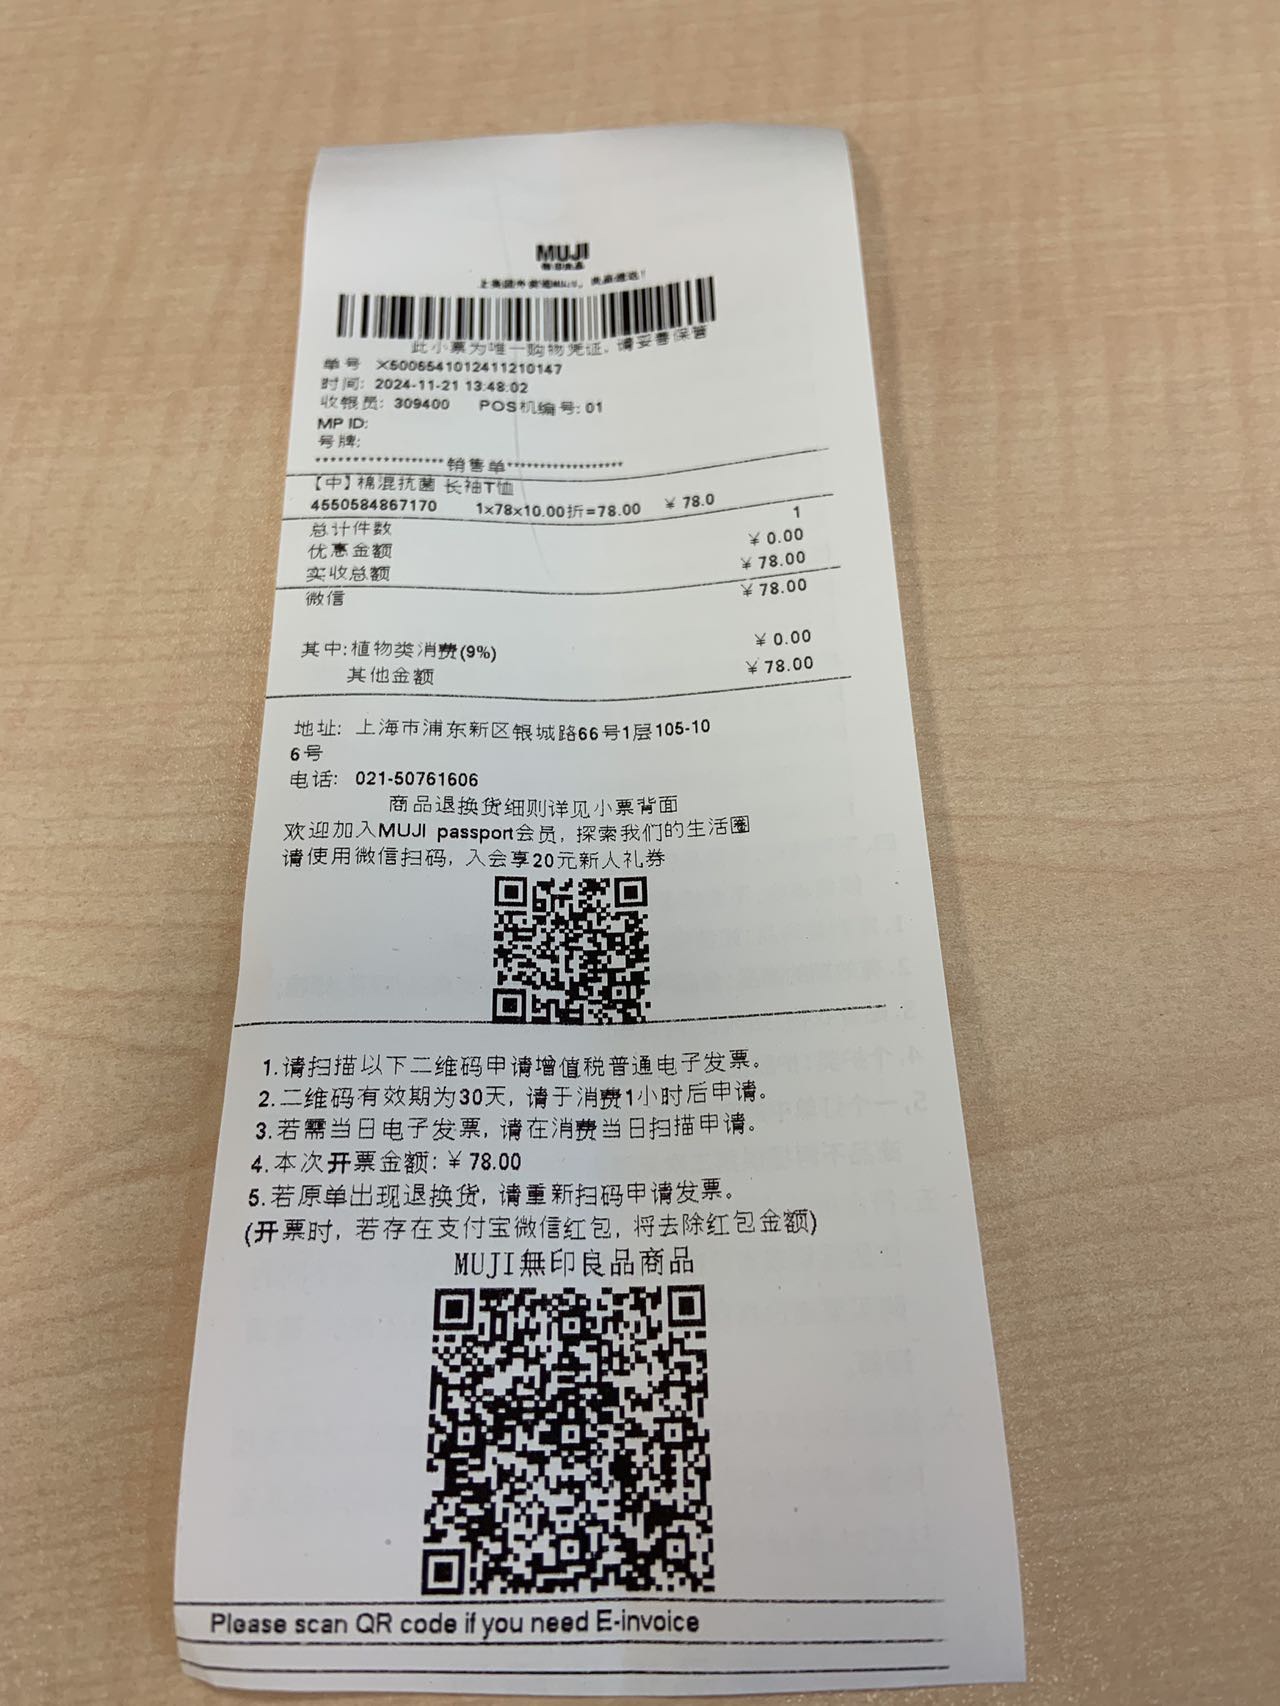 MUJI
無印良品
此小票为唯一购物凭证，请妥善保管
单号 X5006541012411210147
时间: 2024-11-21 13:48:02
收银员: 309400 POS机编号: 01
MP ID:
号牌:
******************销售单******************
【中】棉混抗菌 长袖T恤
4550584867170 1x78x10.00折=78.00 ￥ 78.0
总计件数 1
优惠金额 ￥ 0.00
实收总额 ￥ 78.00
微信 ￥ 78.00
其中:植物类消费(9%) ￥ 0.00
其他金额 ￥ 78.00
地址: 上海市浦东新区银城路66号1层105-10
6号
电话: 021-50761606
商品退换货细则详见小票背面
欢迎加入MUJI passport会员, 探索我们的生活圈
请使用微信扫码, 入会享20元新人礼券
1.请扫描以下二维码申请增值税普通电子发票。
2.二维码有效期为30天, 请于消费1小时后申请。
3.若需当日电子发票, 请在消费当日扫描申请。
4.本次开票金额: ￥ 78.00
5.若原单出现退换货, 请重新扫码申请发票。
(开票时, 若存在支付宝微信红包, 将去除红包金额)
MUJI無印良品商品
Please scan QR code if you need E-invoice